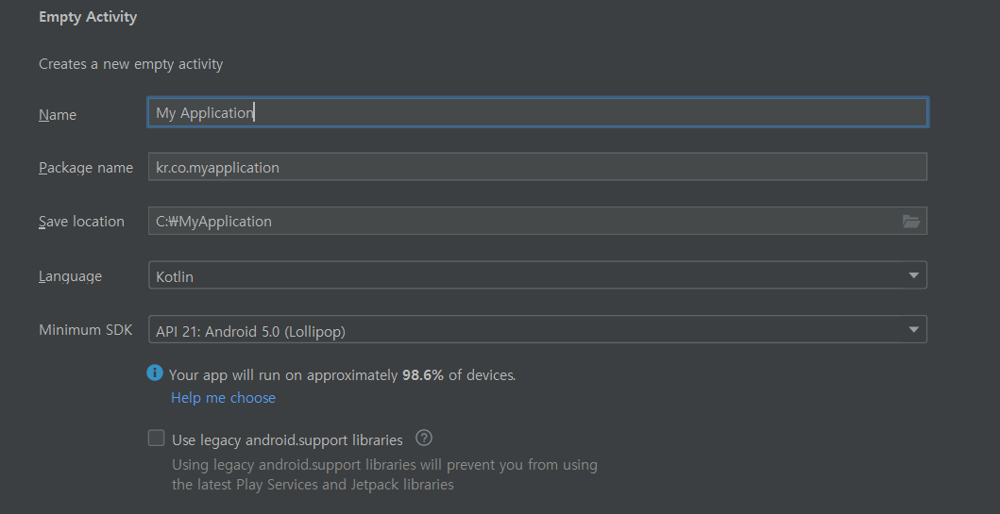 Empty Activity
Creates a new empty activity
Name
My Application
Package name
kr.co.myapplication
Save location
C:₩MyApplication
Language
Kotlin
Minimum SDK
API 21: Android 5.0 (Lollipop)
Your app will run on approximately 98.6% of devices.
Help me choose
Use legacy android.support libraries
Using legacy android.support libraries will prevent you from using
the latest Play Services and Jetpack libraries